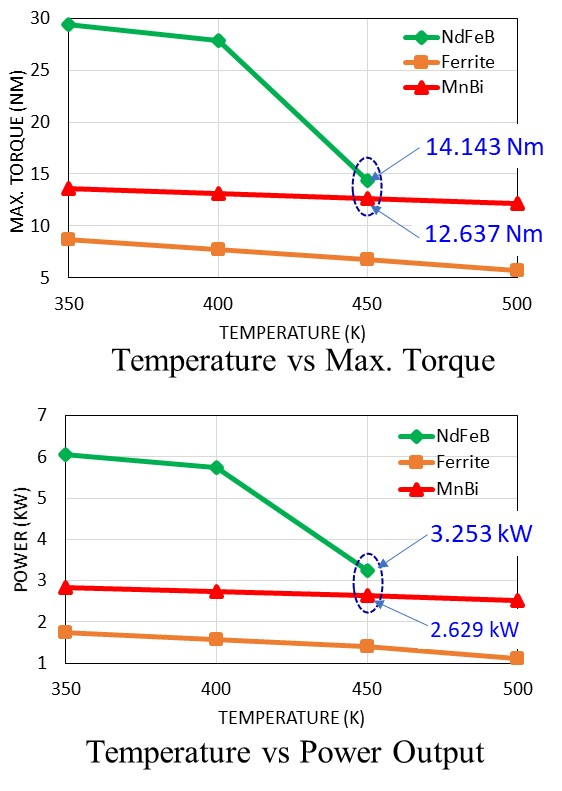 30
25
20
15
10
5
MAX. TORQUE (NM)
NdFeB
Ferrite
MnBi
14.143 Nm
12.637 Nm
350 400 450 500
TEMPERATURE (K)
Temperature vs Max. Torque
7
6
5
4
3
2
1
POWER (KW)
NdFeB
Ferrite
MnBi
3.253 kW
2.629 kW
350 400 450 500
TEMPERATURE (K)
Temperature vs Power Output